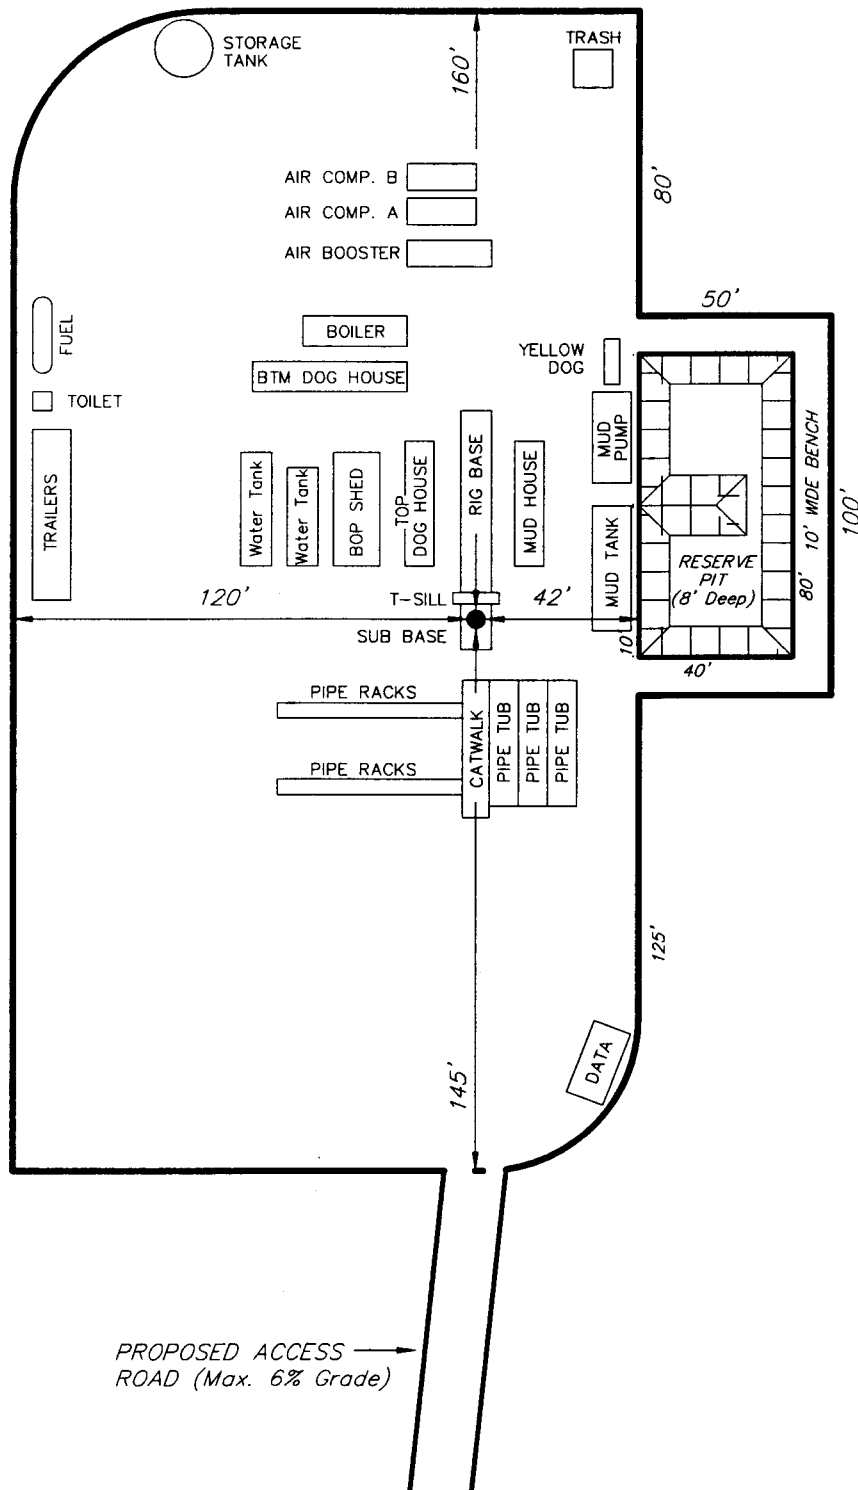 STORAGE
TANK
160'
TRASH
AIR COMP. B
AIR COMP. A
AIR BOOSTER
80'
50'
FUEL
BOILER
YELLOW
DOG
BTM DOG HOUSE
TOILET
TRAILERS
Water Tank
Water Tank
BOP SHED
TOP
DOG HOUSE
RIG BASE
MUD HOUSE
MUD
PUMP
MUD TANK
RESERVE
PIT
(8' Deep)
10' WIDE BENCH
80'
100'
T-SILL
120'
42'
SUB BASE
10'
40'
PIPE RACKS
PIPE RACKS
CATWALK
PIPE TUB
PIPE TUB
PIPE TUB
125'
145'
DATA
PROPOSED ACCESS
ROAD (Max. 6% Grade)